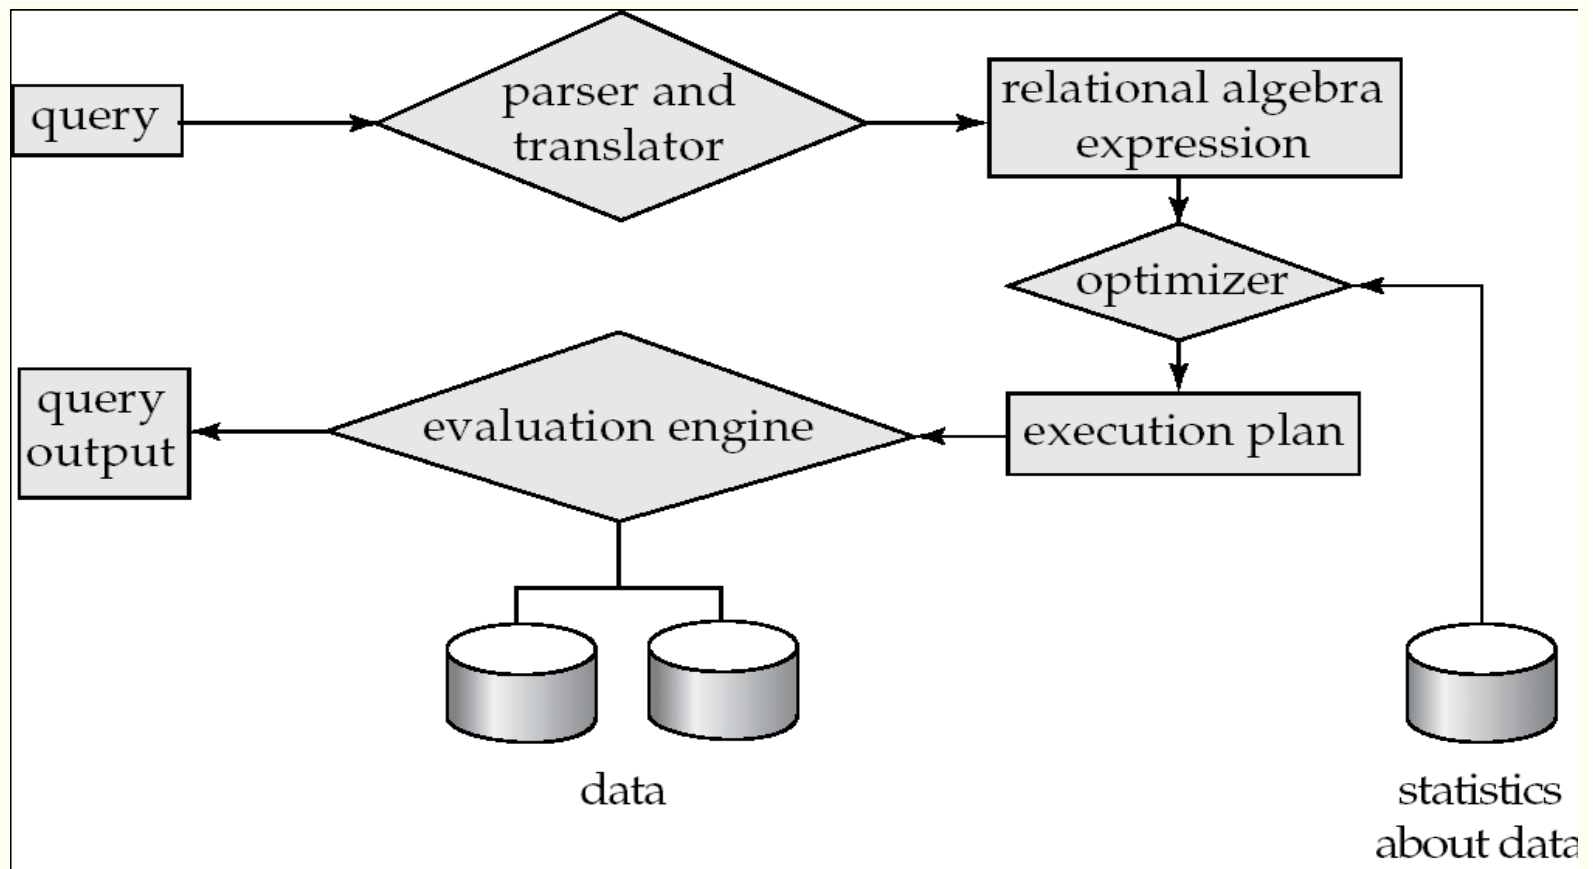 query
parser and
translator
relational algebra
expression
optimizer
query
output
evaluation engine
execution plan
data
statistics
about data